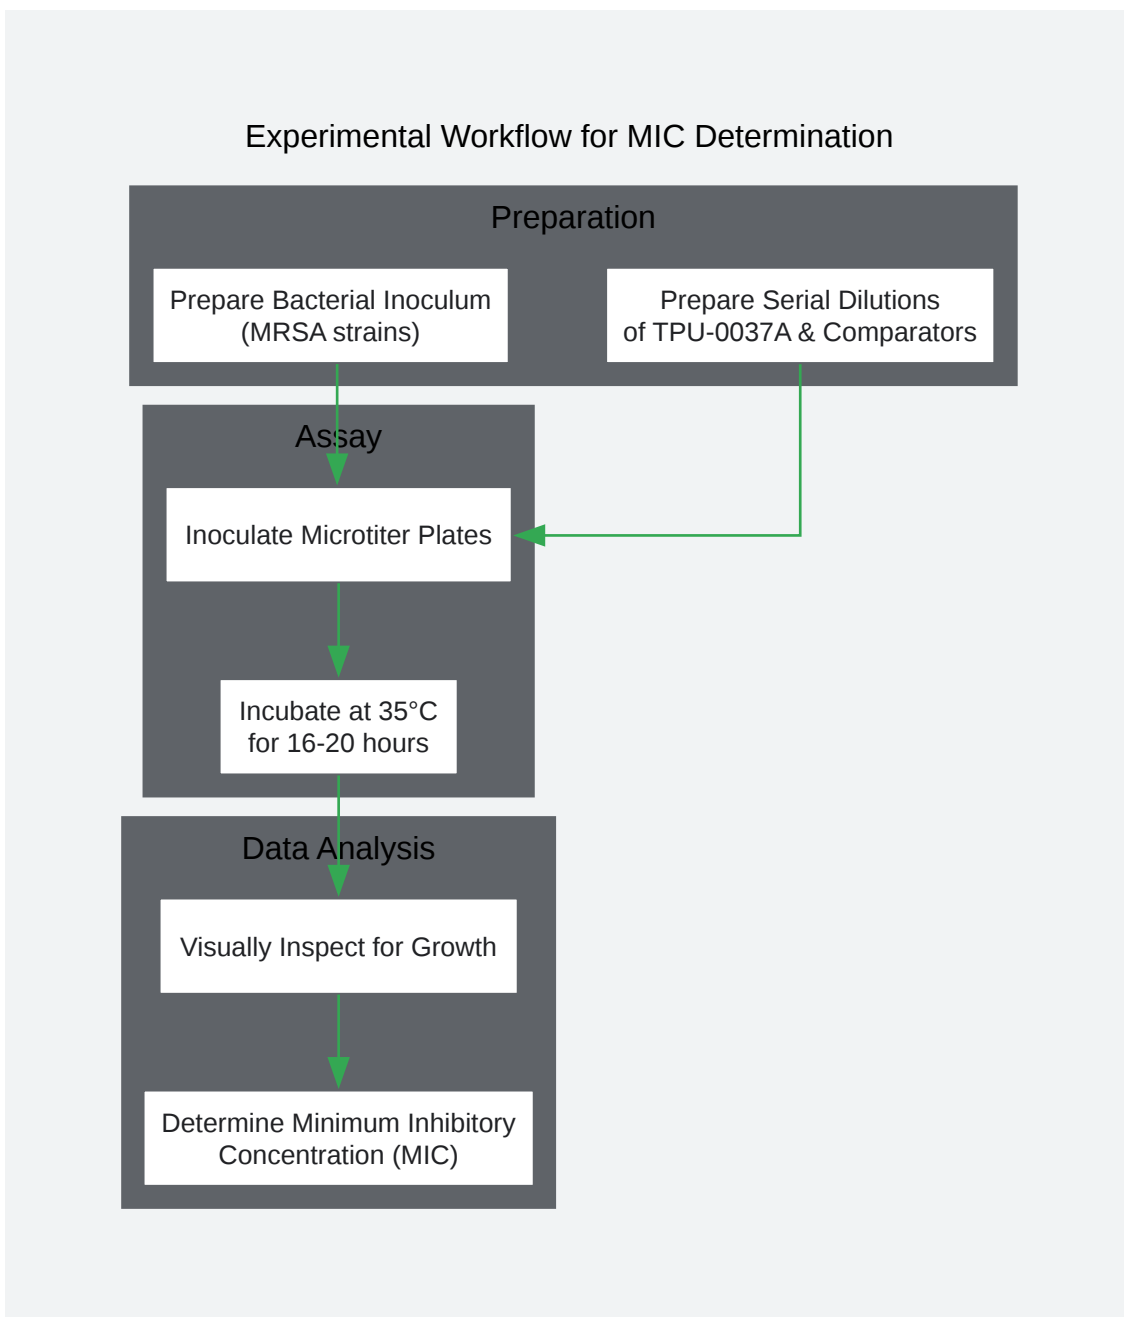 Experimental Workflow for MIC Determination
Preparation
Prepare Bacterial Inoculum
(MRSA strains)
Prepare Serial Dilutions
of TPU-0037A & Comparators
Assay
Inoculate Microtiter Plates
Incubate at 35°C
for 16-20 hours
Data Analysis
Visually Inspect for Growth
Determine Minimum Inhibitory
Concentration (MIC)